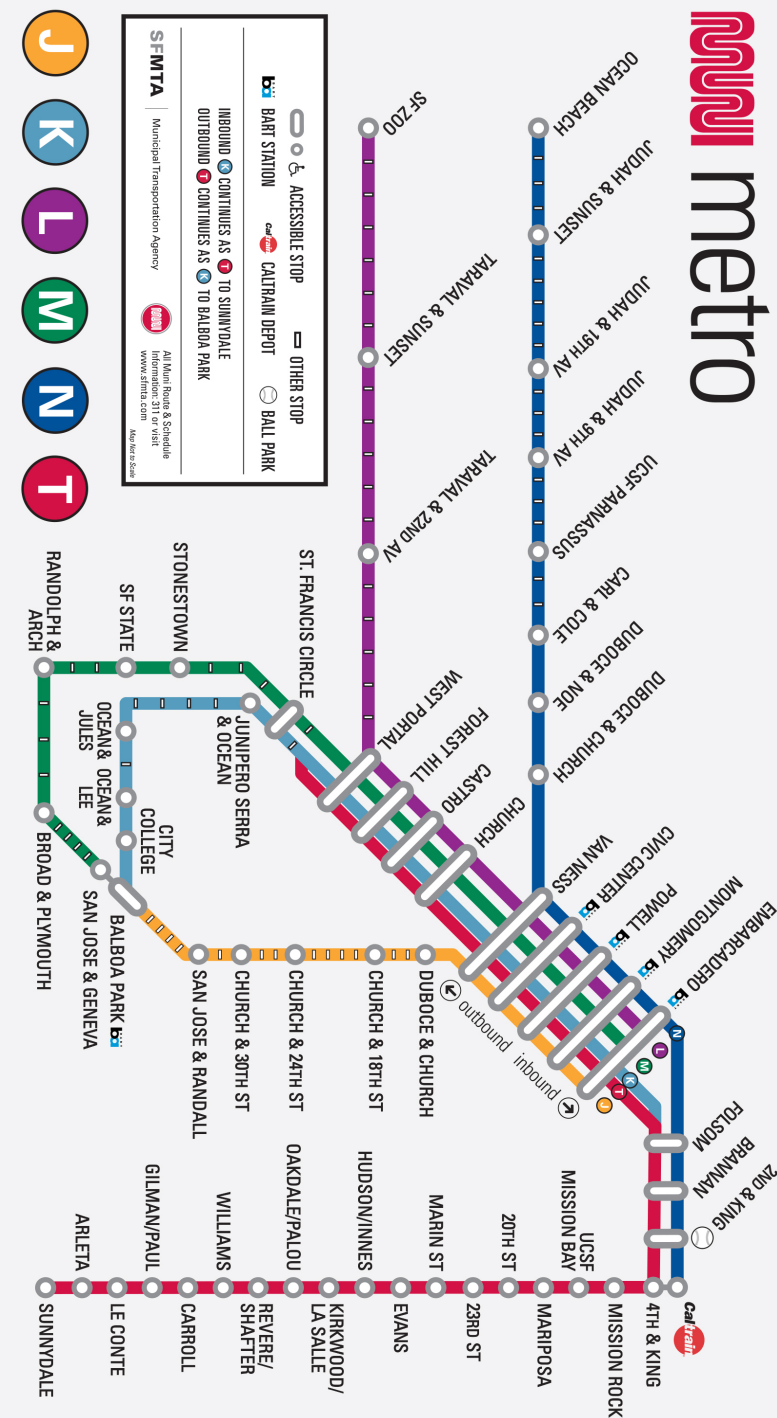 MUNI metro
OCEAN BEACH
JUDAH & SUNSET
JUDAH & 19TH AV
JUDAH & 9TH AV
UCSF PARNASSUS
CARL & COLE
DUBOCE & NOE
DUBOCE & CHURCH
VAN NESS
CIVIC CENTER ba
POWELL ba
MONTGOMERY ba
EMBARCADERO ba
N
L
M
K
T
J
FOLSOM
BRANNAN
2ND & KING
Caltrain
SF ZOO
TARAVAL & SUNSET
TARAVAL & 22ND AV
WEST PORTAL
FOREST HILL
CASTRO
CHURCH
outbound inbound
ST. FRANCIS CIRCLE
STONESTOWN
SF STATE
RANDOLPH &
ARCH
JUNIPERO SERRA
& OCEAN
OCEAN&
JULES
OCEAN&
LEE
CITY
COLLEGE
BROAD & PLYMOUTH
SAN JOSE & GENEVA
BALBOA PARK ba
SAN JOSE & RANDALL
CHURCH & 30TH ST
CHURCH & 24TH ST
CHURCH & 18TH ST
DUBOCE & CHURCH
4TH & KING
MISSION ROCK
UCSF
MISSION BAY
MARIPOSA
20TH ST
23RD ST
MARIN ST
EVANS
HUDSON/INNES
KIRKWOOD/
LA SALLE
OAKDALE/PALOU
REVERE/
SHAFTER
WILLIAMS
CARROLL
GILMAN/PAUL
LE CONTE
ARLETA
SUNNYDALE
ACCESSIBLE STOP
OTHER STOP
ba BART STATION
Caltrain CALTRAIN DEPOT
BALL PARK
INBOUND K CONTINUES AS T TO SUNNYDALE
OUTBOUND T CONTINUES AS K TO BALBOA PARK
SFMTA | Municipal Transportation Agency
MUNI
All Muni Route & Schedule
Information: 311 or visit
www.sfmta.com
Map Not to Scale
J K L M N T